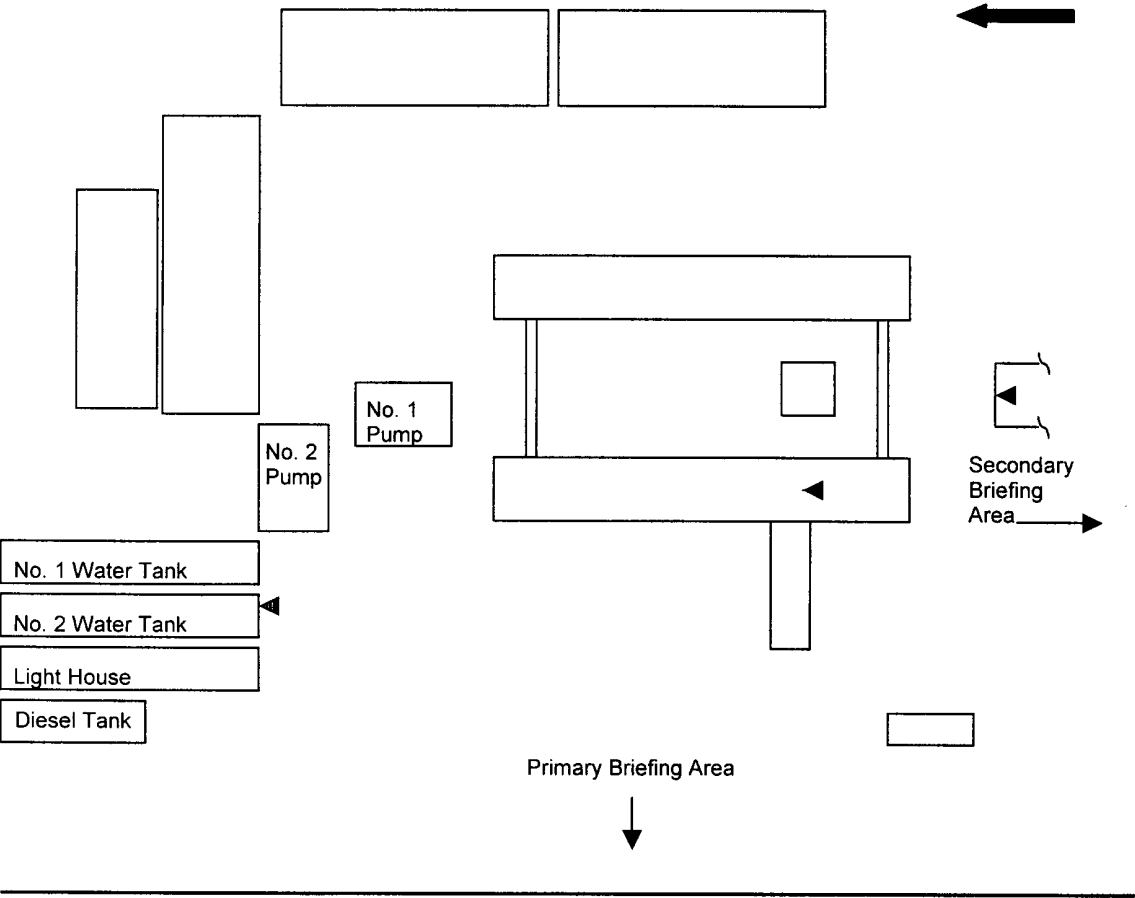 No. 1
Pump
No. 2
Pump
Secondary
Briefing
Area
No. 1 Water Tank
No. 2 Water Tank
Light House
Diesel Tank
Primary Briefing Area